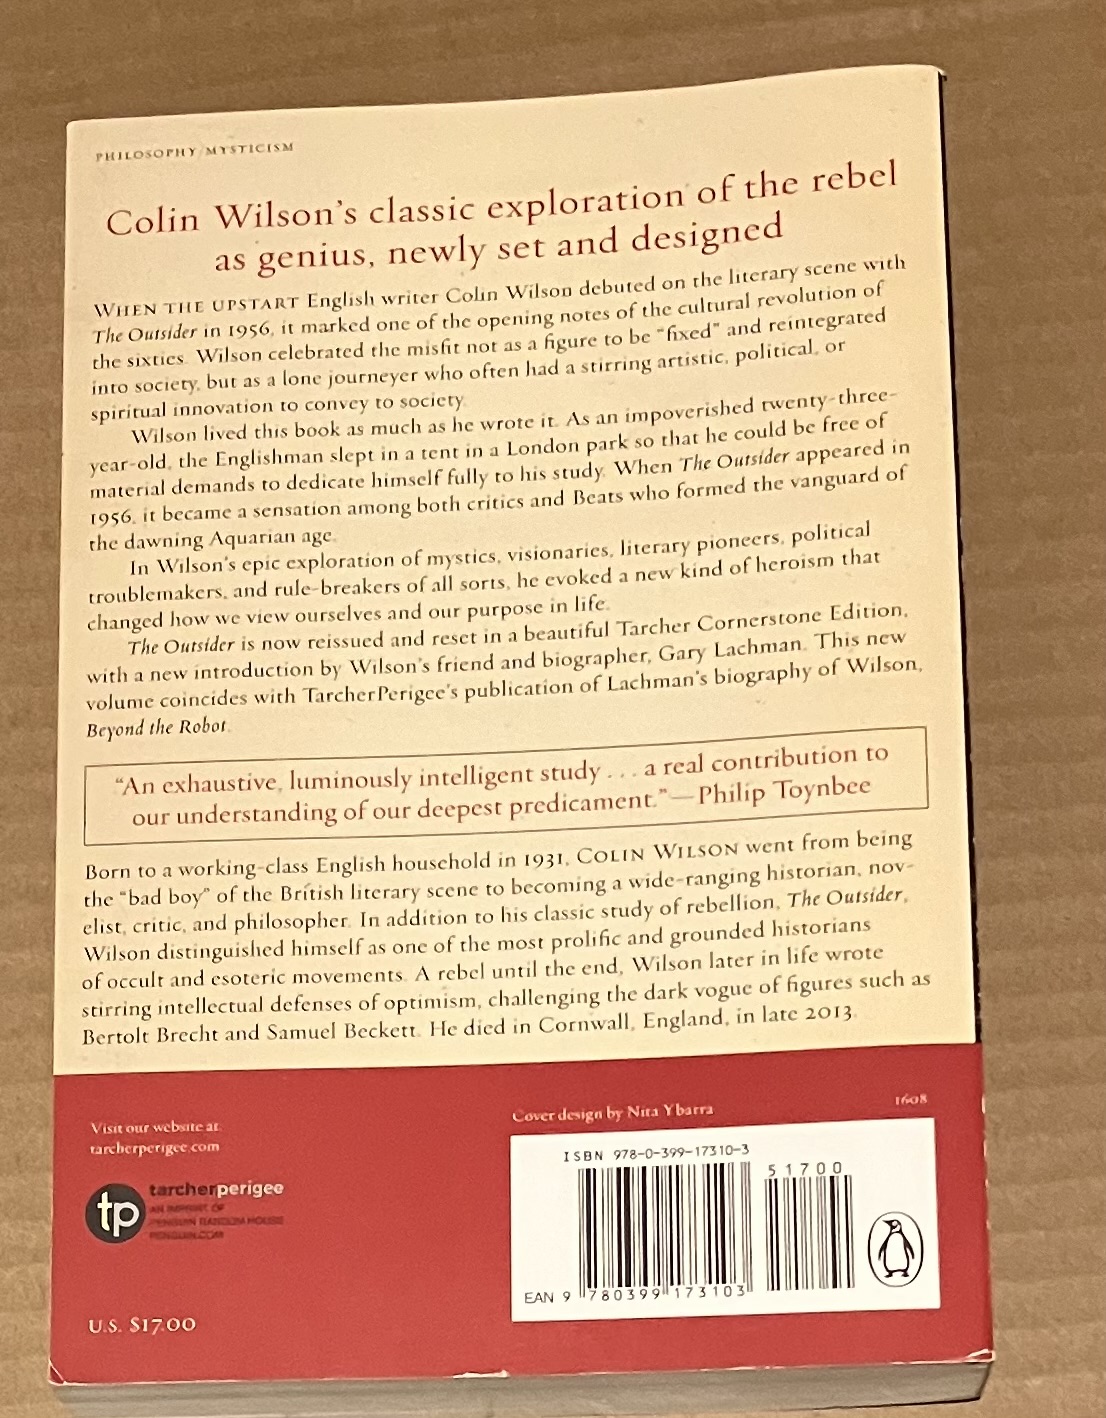 PHILOSOPHY/MYSTICISM
Colin Wilson's classic exploration of the rebel
as genius, newly set and designed
WHEN THE UPSTART English writer Colin Wilson debuted on the literary scene with
The Outsider in 1956, it marked one of the opening notes of the cultural revolution of
the sixties. Wilson celebrated the misfit not as a figure to be "fixed" and reintegrated
into society, but as a lone journeyer who often had a stirring artistic, political, or
spiritual innovation to convey to society.
Wilson lived this book as much as he wrote it. As an impoverished twenty-three-
year-old, the Englishman slept in a tent in a London park so that he could be free of
material demands to dedicate himself fully to his study. When The Outsider appeared in
1956, it became a sensation among both critics and Beats who formed the vanguard of
the dawning Aquarian age.
In Wilson's epic exploration of mystics, visionaries, literary pioneers, political
troublemakers, and rule-breakers of all sorts, he evoked a new kind of heroism that
changed how we view ourselves and our purpose in life.
The Outsider is now reissued and reset in a beautiful Tarcher Cornerstone Edition,
with a new introduction by Wilson's friend and biographer, Gary Lachman. This new
volume coincides with TarcherPerigee's publication of Lachman's biography of Wilson,
Beyond the Robot.
"An exhaustive, luminously intelligent study . . . a real contribution to
our understanding of our deepest predicament."—Philip Toynbee
Born to a working-class English household in 1931, COLIN WILSON went from being
the "bad boy" of the British literary scene to becoming a wide-ranging historian, nov-
elist, critic, and philosopher. In addition to his classic study of rebellion, The Outsider,
Wilson distinguished himself as one of the most prolific and grounded historians
of occult and esoteric movements. A rebel until the end, Wilson later in life wrote
stirring intellectual defenses of optimism, challenging the dark vogue of figures such as
Bertolt Brecht and Samuel Beckett. He died in Cornwall, England, in late 2013.
Visit our website at
tarcherperigee.com
tp
tarcherperigee
AN IMPRINT OF
PENGUIN RANDOM HOUSE
PENGUIN.COM
U.S. $17.00
Cover design by Nita Ybarra
1608
ISBN 978-0-399-17310-3
51700
EAN 9 780399 173103